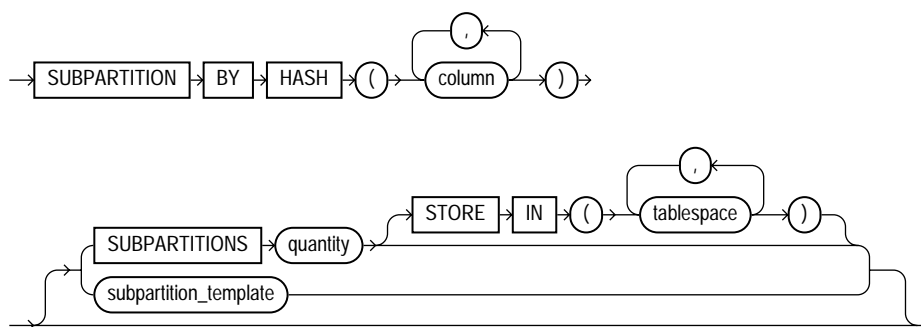 ,
SUBPARTITION BY HASH ( column )
,
STORE IN ( tablespace )
SUBPARTITIONS quantity
subpartition_template